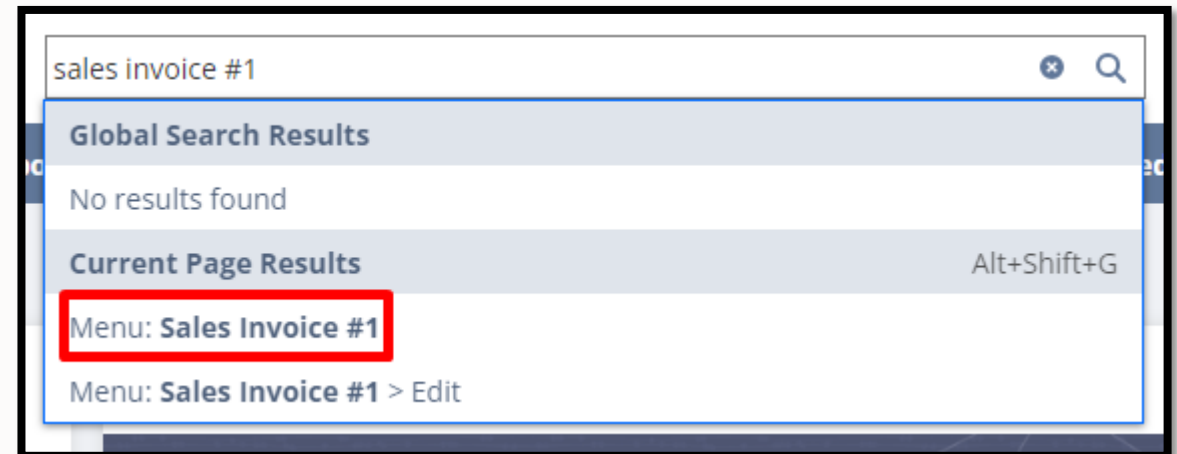 sales invoice #1
Global Search Results
No results found
Current Page Results Alt+Shift+G
Menu: Sales Invoice #1
Menu: Sales Invoice #1 > Edit